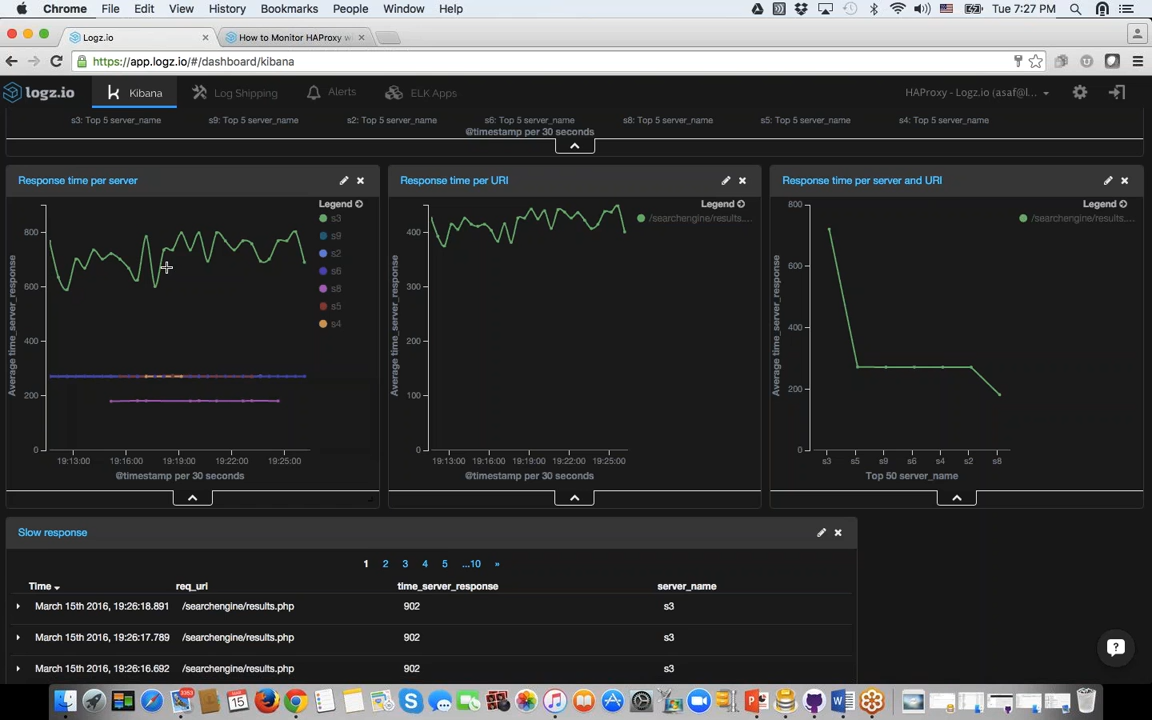 Chrome File Edit View History Bookmarks People Window Help Tue 7:27 PM
Logz.io × How to Monitor HAProxy wi ×
https://app.logz.io/#/dashboard/kibana
logz.io Kibana Log Shipping Alerts ELK Apps HAProxy - Logz.io (asaf@l...
s3: Top 5 server_name s9: Top 5 server_name s2: Top 5 server_name s6: Top 5 server_name s8: Top 5 server_name s5: Top 5 server_name s4: Top 5 server_name
@timestamp per 30 seconds
Response time per server
Legend
s3
s9
s2
s6
s8
s5
s4
Average time_server_response
800
600
400
200
0
19:13:00 19:16:00 19:19:00 19:22:00 19:25:00
@timestamp per 30 seconds
Response time per URI
Legend
/searchengine/results....
Average time_server_response
400
300
200
100
0
19:13:00 19:16:00 19:19:00 19:22:00 19:25:00
@timestamp per 30 seconds
Response time per server and URI
Legend
/searchengine/results....
Average time_server_response
800
600
400
200
0
s3 s5 s9 s6 s4 s2 s8
Top 50 server_name
Slow response
1 2 3 4 5 ...10 »
Time req_uri time_server_response server_name
March 15th 2016, 19:26:18.891 /searchengine/results.php 902 s3
March 15th 2016, 19:26:17.789 /searchengine/results.php 902 s3
March 15th 2016, 19:26:16.692 /searchengine/results.php 902 s3